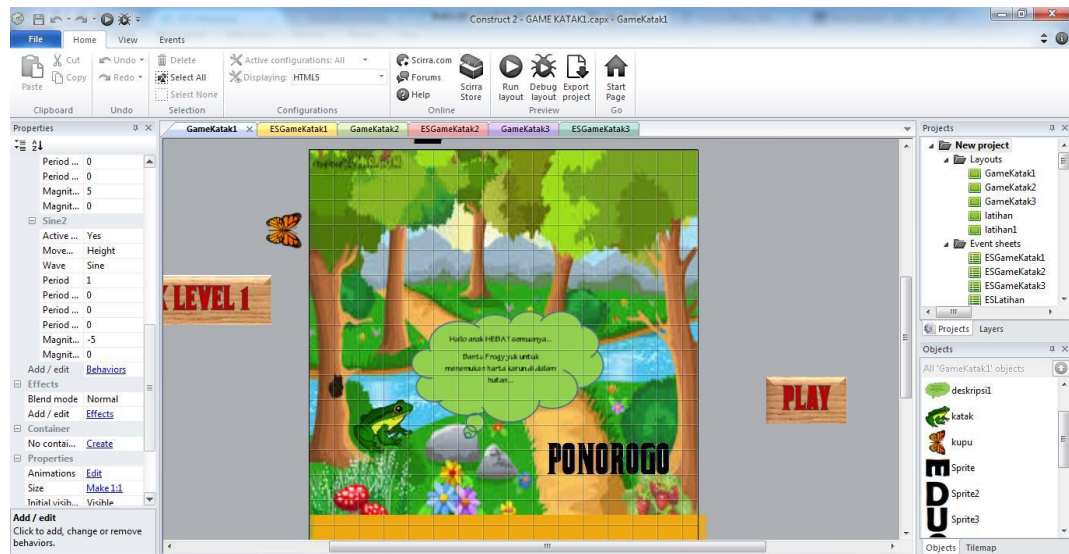 Construct 2 - GAME KATAK1.capx - GameKatak1
File Home View Events
Paste
Cut
Copy
Clipboard
Undo
Redo
Undo
Delete
Select All
Select None
Selection
Active configurations: All
Displaying: HTML5
Configurations
Scirra.com
Forums
Help
Scirra Store
Online
Run layout
Debug layout
Export project
Preview
Start Page
Go
Properties
Period ... 0
Period ... 0
Magnit... 5
Magnit... 0
Sine2
Active ... Yes
Move... Height
Wave Sine
Period 1
Period ... 0
Period ... 0
Period ... 0
Magnit... -5
Magnit... 0
Add / edit Behaviors
Effects
Blend mode Normal
Add / edit Effects
Container
No contai... Create
Properties
Animations Edit
Size Make 1:1
Initial visib... Visible
Add / edit
Click to add, change or remove
behaviors.
GameKatak1 ESGameKatak1 GameKatak2 ESGameKatak2 GameKatak3 ESGameKatak3
LEVEL 1
Hallo anak HEBAT semuanya...
Bantu Frogy yuk untuk
menemukan harta karun di dalam
hutan...
PLAY
PONOROGO
Projects
New project
Layouts
GameKatak1
GameKatak2
GameKatak3
latihan
latihan1
Event sheets
ESGameKatak1
ESGameKatak2
ESGameKatak3
ESLatihan
Projects Layers
Objects
All 'GameKatak1' objects
deskripsi1
katak
kupu
E Sprite
D Sprite2
U Sprite3
Objects Tilemap